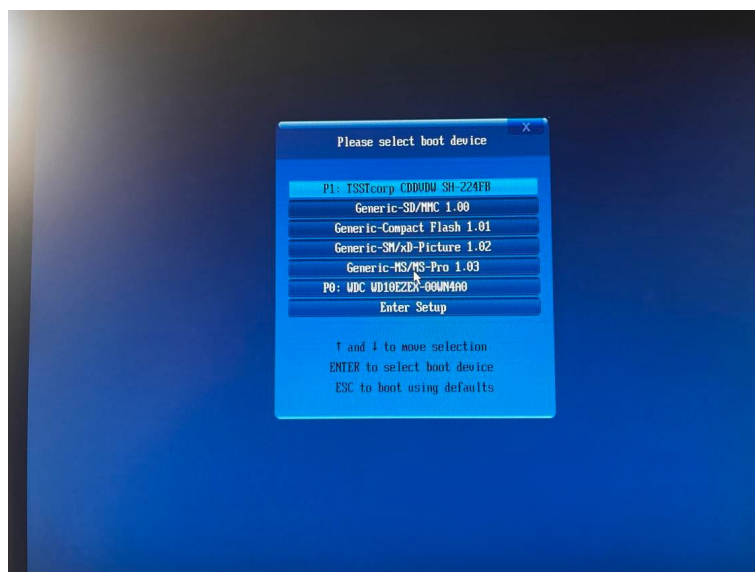 X
Please select boot device
P1: TSSTcorp CDDVDW SH-224FB
Generic-SD/MMC 1.00
Generic-Compact Flash 1.01
Generic-SM/xD-Picture 1.02
Generic-MS/MS-Pro 1.03
P0: WDC WD10EZEX-00WN4A0
Enter Setup
↑ and ↓ to move selection
ENTER to select boot device
ESC to boot using defaults